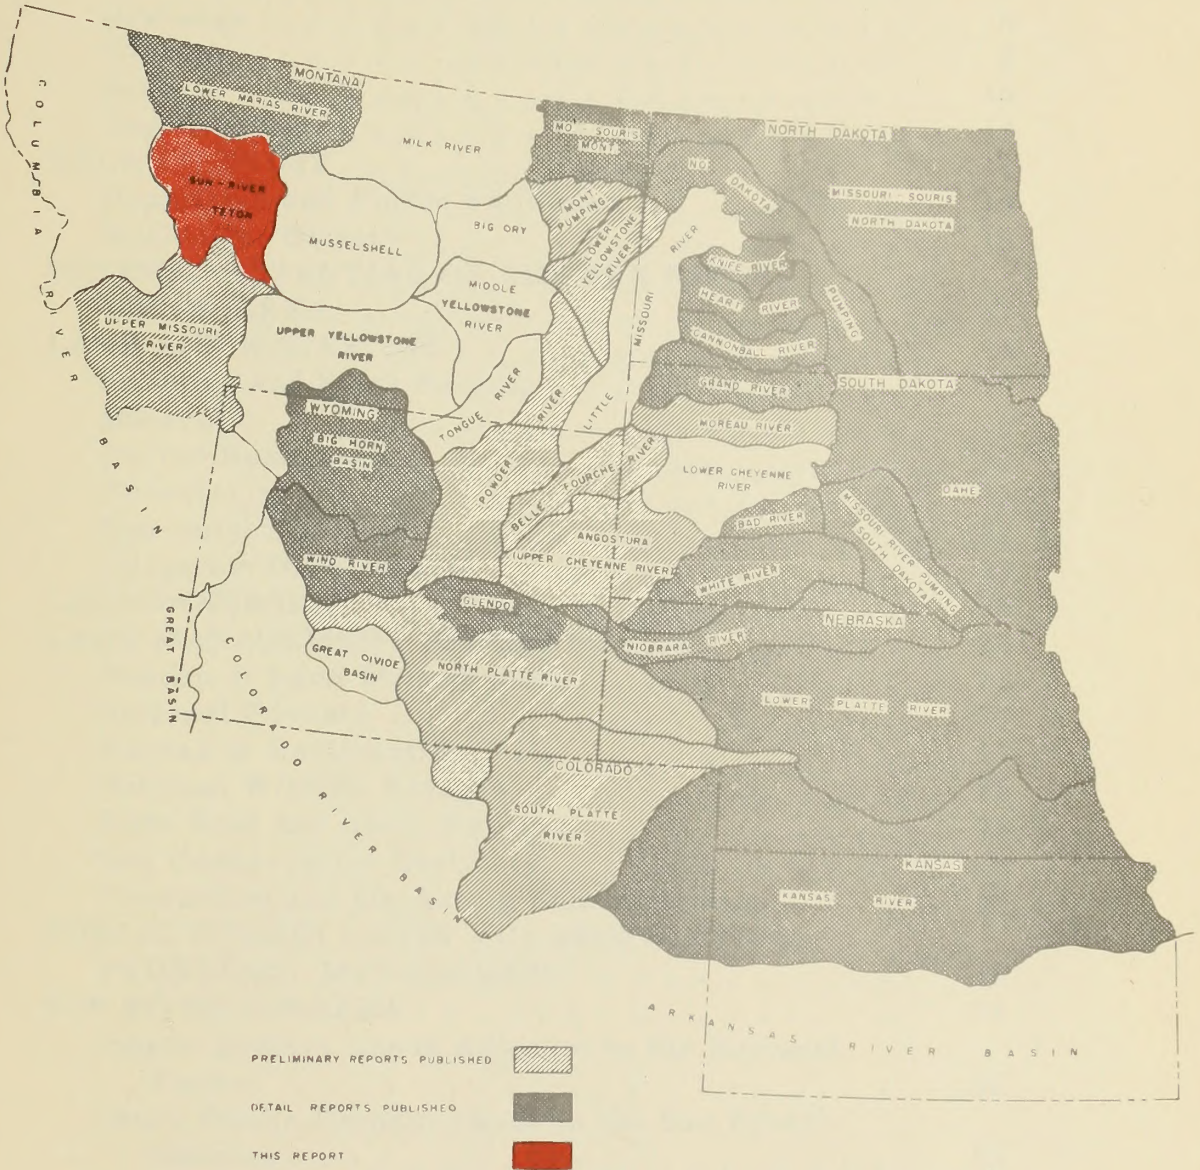 MONTANA
LOWER MARIAS RIVER
MILK RIVER
MO - SOURIS
MONT.
NORTH DAKOTA
COLUMBIA RIVER BASIN
SUN-RIVER
TETON
NO.
DAKOTA
PUMPING
MISSOURI-SOURIS
NORTH DAKOTA
MONT.
PUMPING
LOWER
YELLOWSTONE
RIVER
MUSSELSHELL
BIG DRY
LITTLE MISSOURI RIVER
KNIFE RIVER
MIDDLE
YELLOWSTONE
RIVER
HEART RIVER
UPPER MISSOURI
RIVER
UPPER YELLOWSTONE
RIVER
CANNONBALL RIVER
GRAND RIVER
SOUTH DAKOTA
WYOMING
BIG HORN
BASIN
TONGUE RIVER
POWDER RIVER
MOREAU RIVER
BELLE FOURCHE RIVER
LOWER CHEYENNE
RIVER
OAHE
ANGOSTURA
(UPPER CHEYENNE RIVER)
BAD RIVER
MISSOURI RIVER PUMPING
SOUTH DAKOTA
WIND RIVER
WHITE RIVER
GLENDO
NEBRASKA
NIOBRARA RIVER
GREAT BASIN
COLORADO RIVER BASIN
GREAT DIVIDE
BASIN
NORTH PLATTE RIVER
LOWER PLATTE RIVER
COLORADO
SOUTH PLATTE
RIVER
KANSAS
KANSAS RIVER
ARKANSAS RIVER BASIN
PRELIMINARY REPORTS PUBLISHED
DETAIL REPORTS PUBLISHED
THIS REPORT